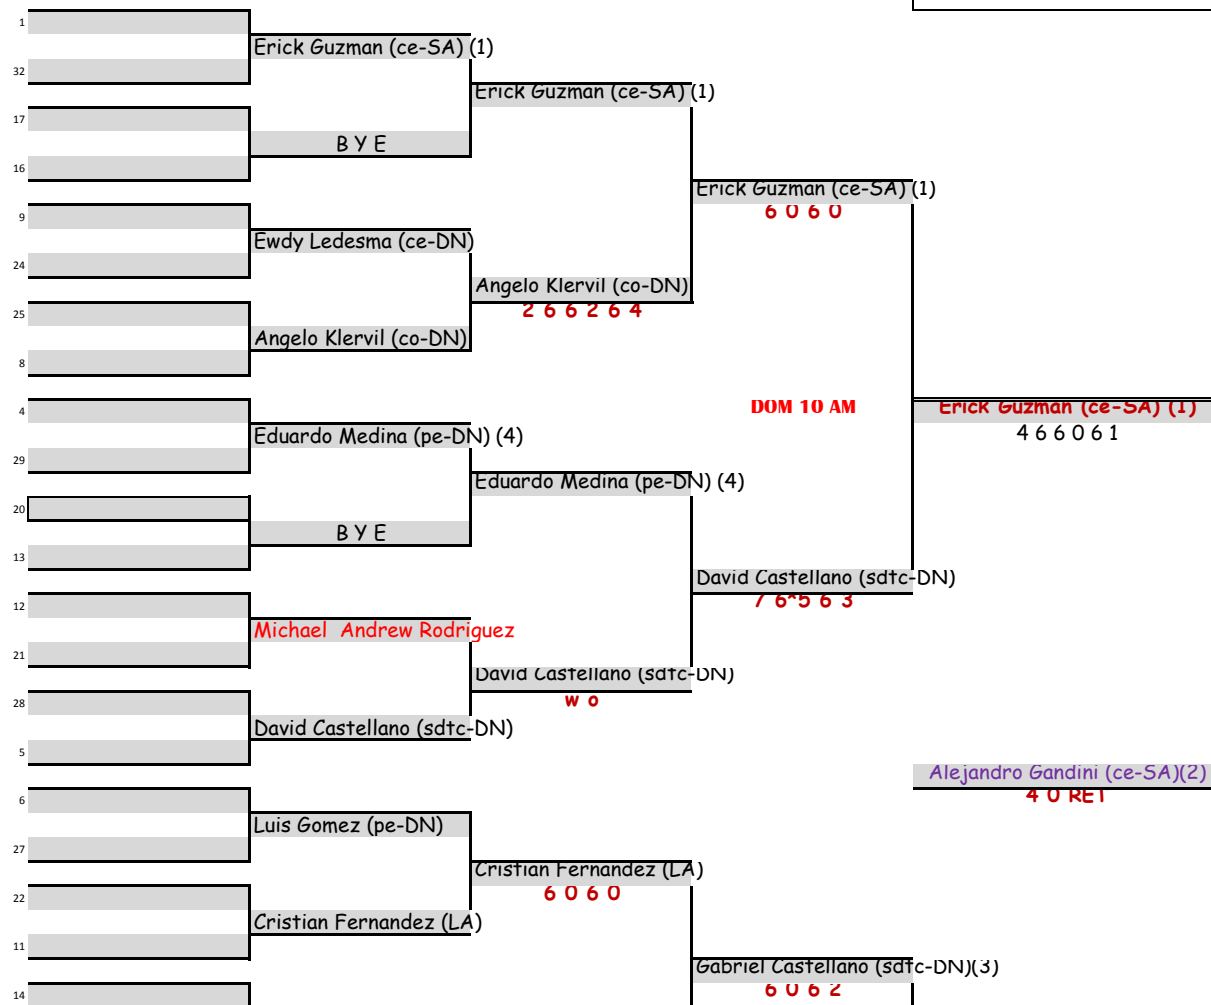 1
Erick Guzman (ce-SA) (1)
32
Erick Guzman (ce-SA) (1)
17
B Y E
16
Erick Guzman (ce-SA) (1)
6 0 6 0
9
Ewdy Ledesma (ce-DN)
24
Angelo Klervil (co-DN)
2 6 6 2 6 4
25
Angelo Klervil (co-DN)
8
4
DOM 10 AM
Erick Guzman (ce-SA) (1)
4 6 6 0 6 1
Eduardo Medina (pe-DN) (4)
29
Eduardo Medina (pe-DN) (4)
20
B Y E
13
David Castellano (sdtc-DN)
7 6^5 6 3
12
Michael  Andrew Rodriguez
21
David Castellano (sdtc-DN)
w o
28
David Castellano (sdtc-DN)
5
Alejandro Gandini (ce-SA)(2)
4 0 RET
6
Luis Gomez (pe-DN)
27
Cristian Fernandez (LA)
6 0 6 0
22
Cristian Fernandez (LA)
11
Gabriel Castellano (sdtc-DN)(3)
6 0 6 2
14